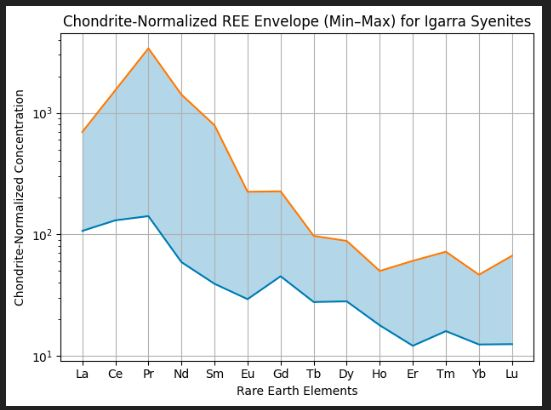 Chondrite-Normalized REE Envelope (Min–Max) for Igarra Syenites
Chondrite-Normalized Concentration
10³
10²
10¹
La Ce Pr Nd Sm Eu Gd Tb Dy Ho Er Tm Yb Lu
Rare Earth Elements